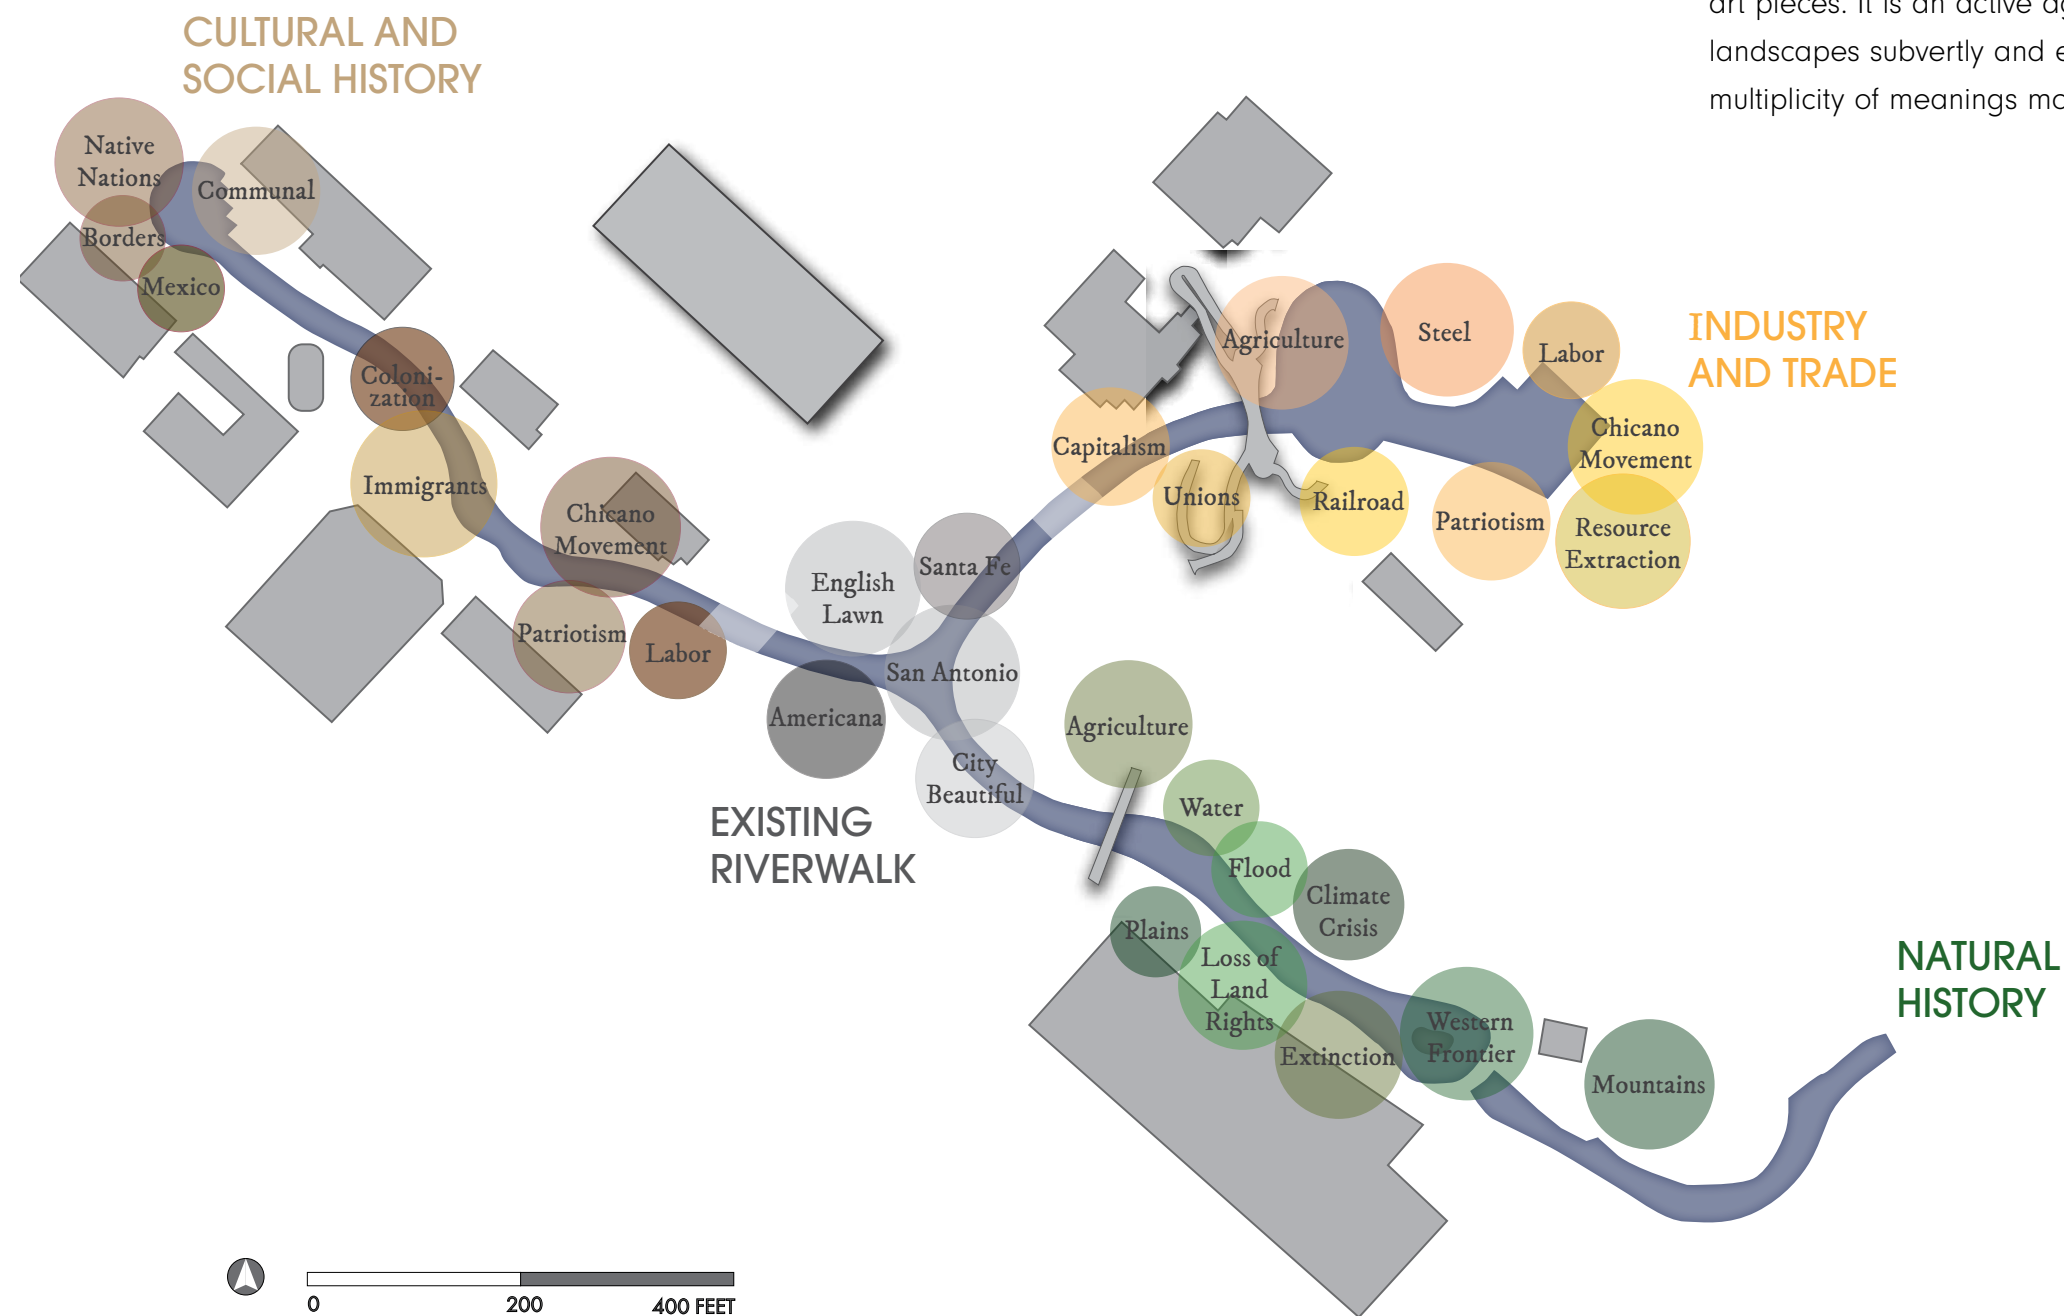 art pieces. It is an active
landscapes subvertly and
multiplicity of meanings
CULTURAL AND
SOCIAL HISTORY
Native
Nations
Communal
Borders
Mexico
Coloni-
zation
Immigrants
Chicano
Movement
Patriotism
Labor
English
Lawn
Santa Fe
San Antonio
Americana
City
Beautiful
EXISTING
RIVERWALK
Agriculture
Steel
Labor
INDUSTRY
AND TRADE
Capitalism
Unions
Railroad
Chicano
Movement
Patriotism
Resource
Extraction
Agriculture
Water
Flood
Climate
Crisis
Plains
Loss of
Land
Rights
Extinction
Western
Frontier
Mountains
NATURAL
HISTORY
0 200 400 FEET